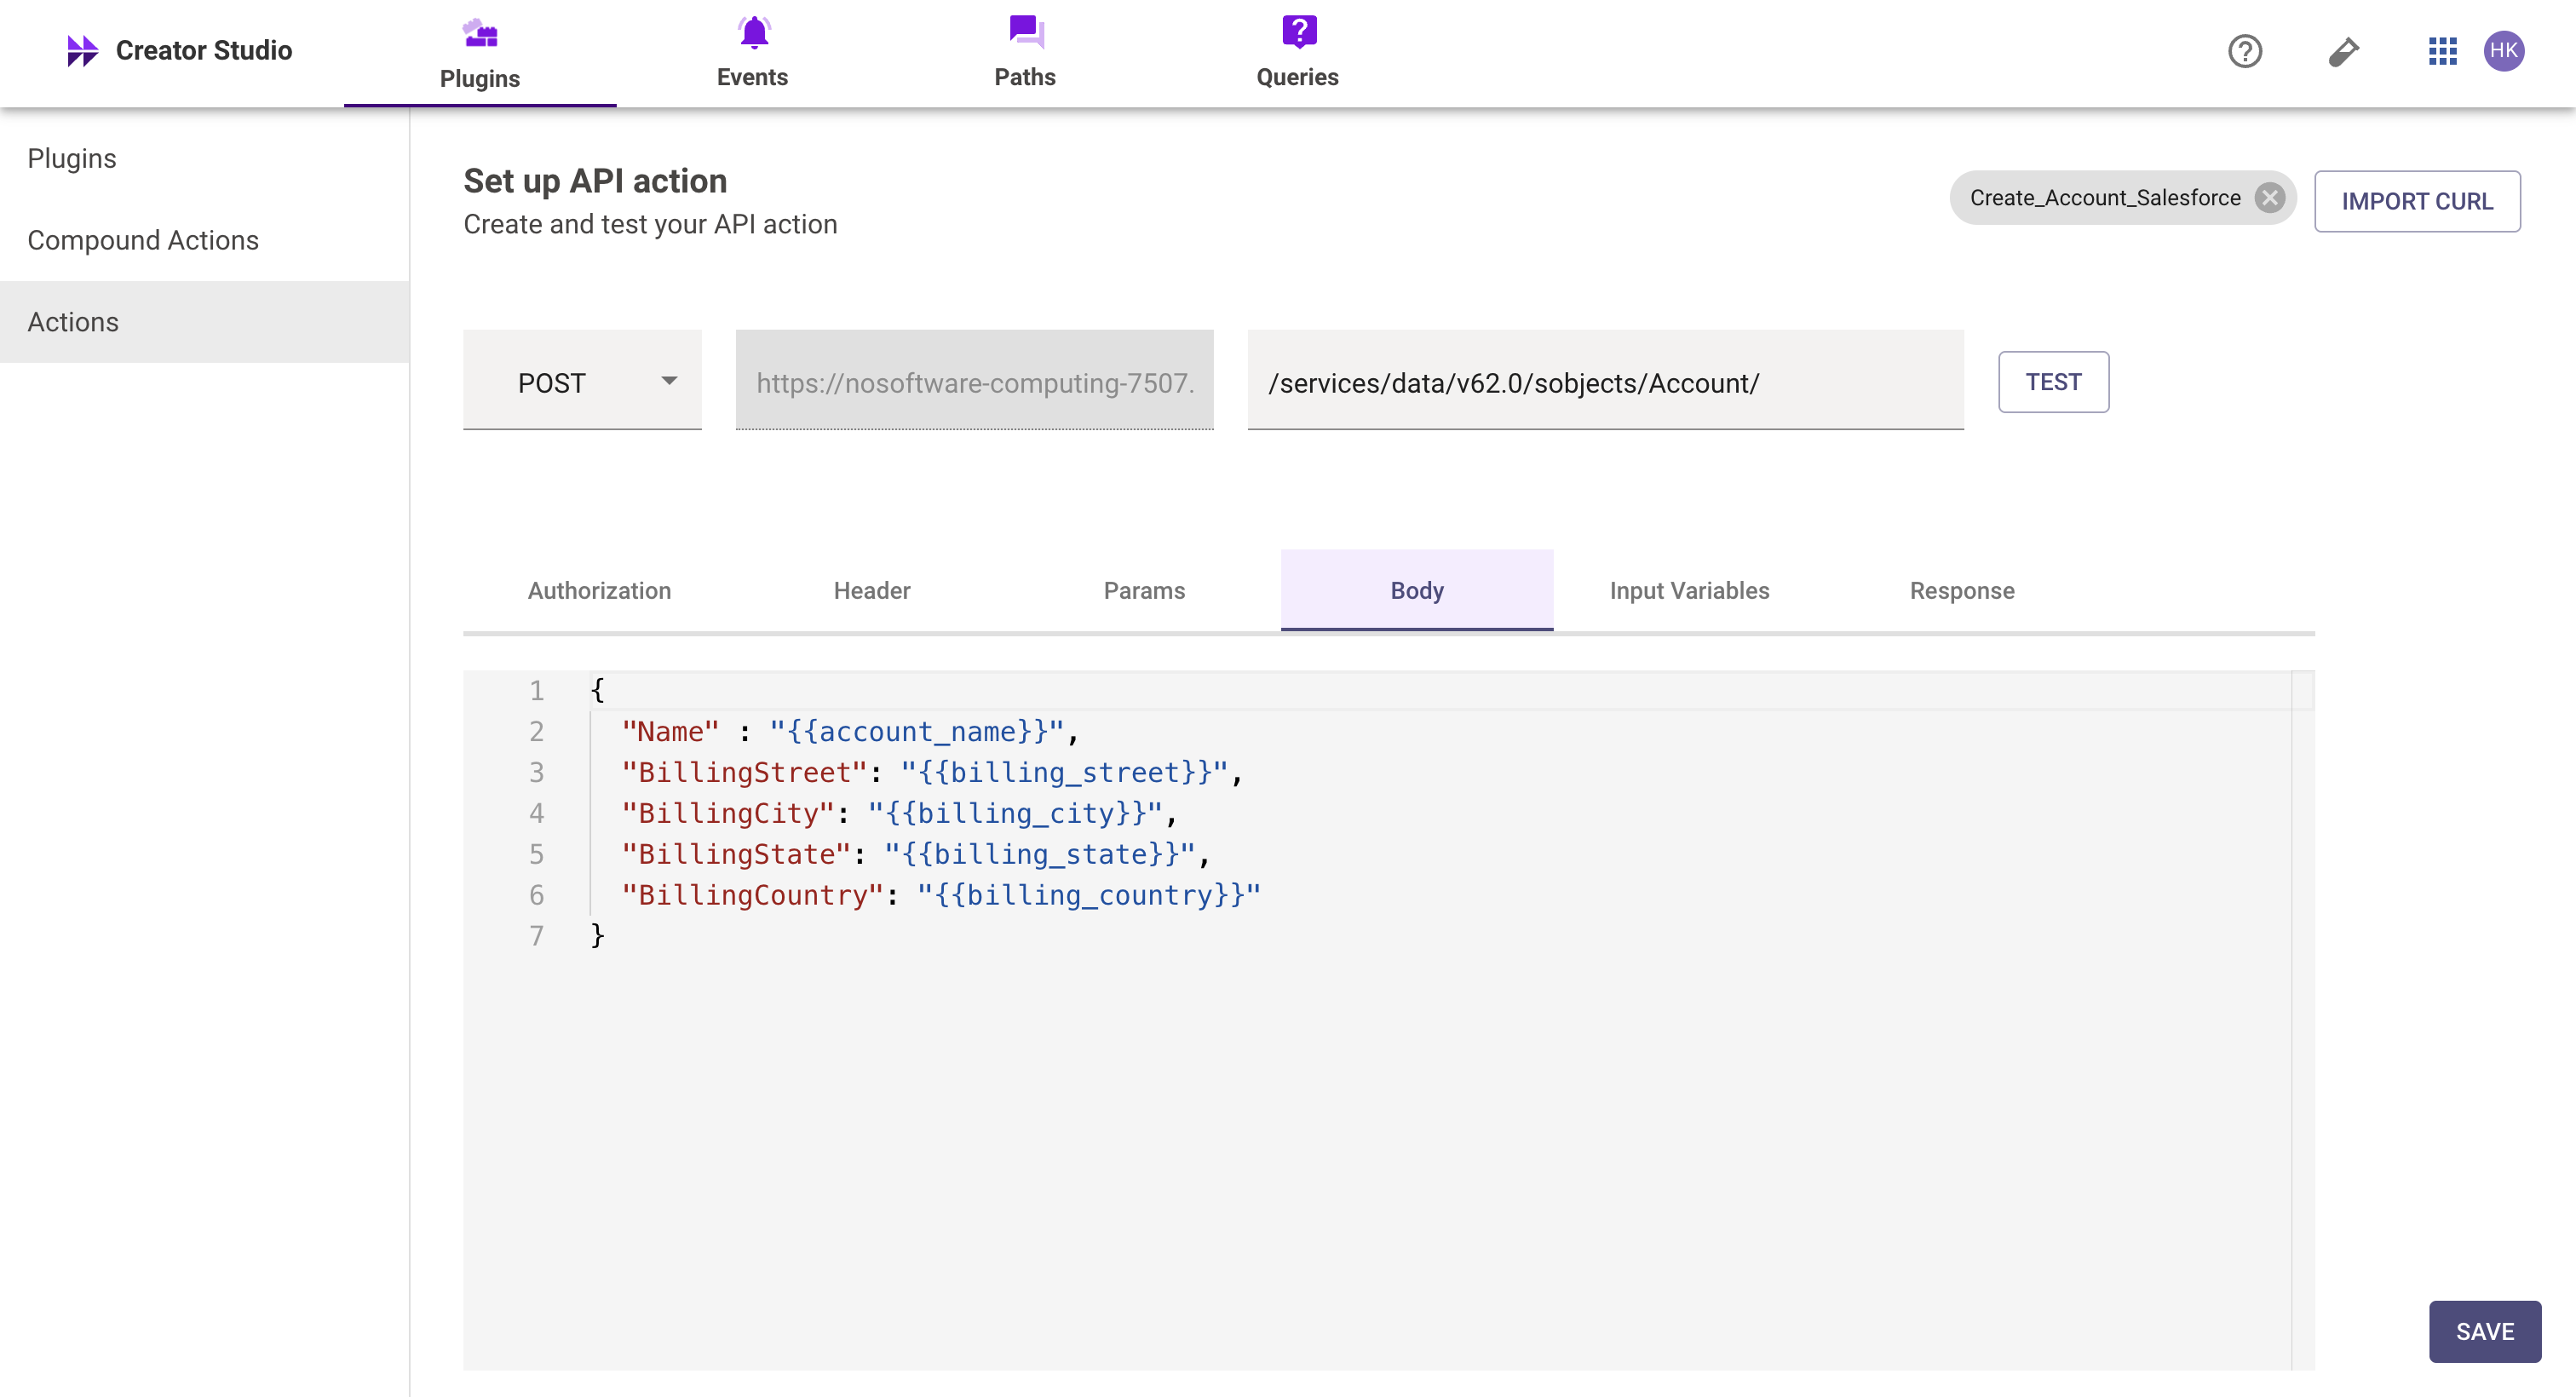 Creator Studio
Plugins
Events
Paths
Queries
?
HK
Plugins
Compound Actions
Actions
Set up API action
Create and test your API action
Create_Account_Salesforce
IMPORT CURL
POST
https://nosoftware-computing-7507.
/services/data/v62.0/sobjects/Account/
TEST
Authorization
Header
Params
Body
Input Variables
Response
1 {
2 "Name" : "{{account_name}}",
3 "BillingStreet": "{{billing_street}}",
4 "BillingCity": "{{billing_city}}",
5 "BillingState": "{{billing_state}}",
6 "BillingCountry": "{{billing_country}}"
7 }
SAVE